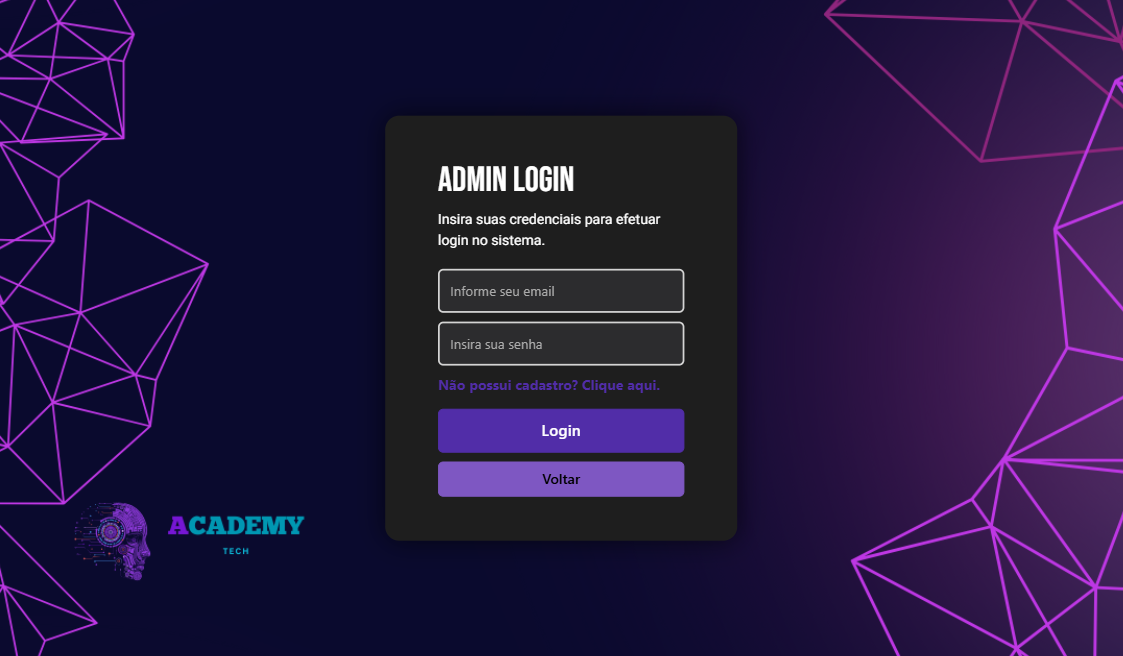 ADMIN LOGIN
Insira suas credenciais para efetuar
login no sistema.
Informe seu email
Insira sua senha
Não possui cadastro? Clique aqui.
Login
Voltar
ACADEMY
TECH